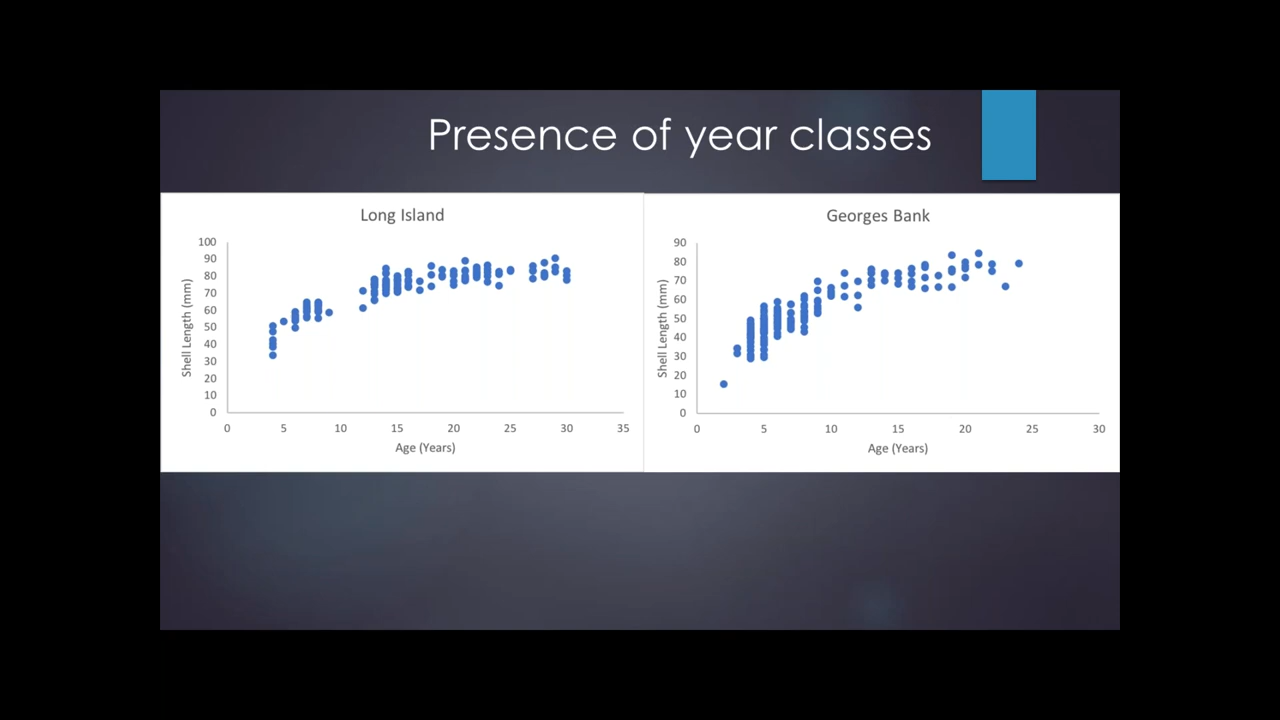 Presence of year classes
Long Island
100
90
80
70
60
50
40
30
20
10
0
Shell Length (mm)
0 5 10 15 20 25 30 35
Age (Years)
Georges Bank
90
80
70
60
50
40
30
20
10
0
Shell Length (mm)
0 5 10 15 20 25 30
Age (Years)